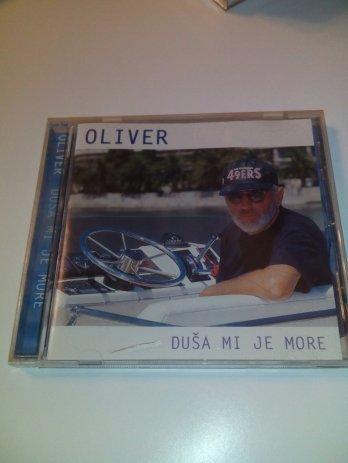 OLIVER
49ERS
DUŠA MI JE MORE
OLIVER DUŠA MI JE MORE